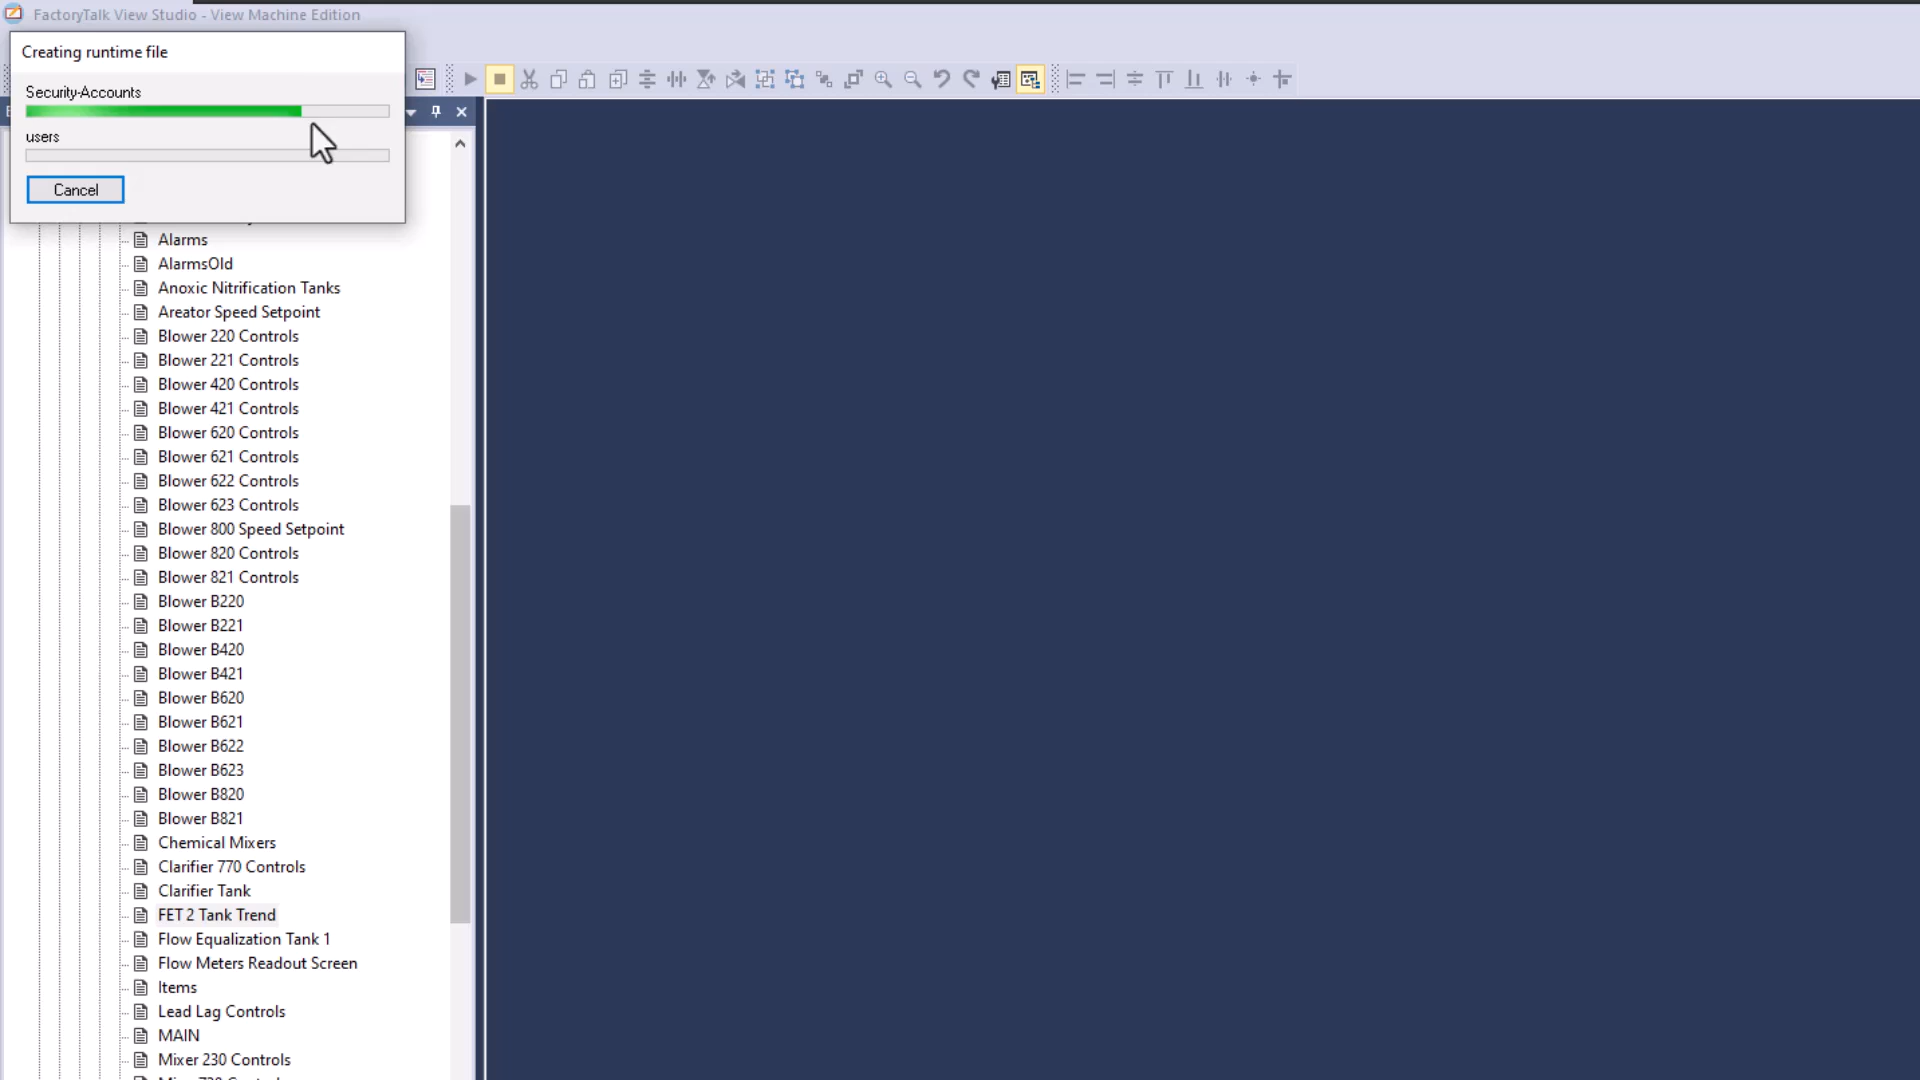 FactoryTalk View Studio - View Machine Edition
Creating runtime file
Security-Accounts
users
Cancel
Alarms
AlarmsOld
Anoxic Nitrification Tanks
Areator Speed Setpoint
Blower 220 Controls
Blower 221 Controls
Blower 420 Controls
Blower 421 Controls
Blower 620 Controls
Blower 621 Controls
Blower 622 Controls
Blower 623 Controls
Blower 800 Speed Setpoint
Blower 820 Controls
Blower 821 Controls
Blower B220
Blower B221
Blower B420
Blower B421
Blower B620
Blower B621
Blower B622
Blower B623
Blower B820
Blower B821
Chemical Mixers
Clarifier 770 Controls
Clarifier Tank
FET 2 Tank Trend
Flow Equalization Tank 1
Flow Meters Readout Screen
Items
Lead Lag Controls
MAIN
Mixer 230 Controls